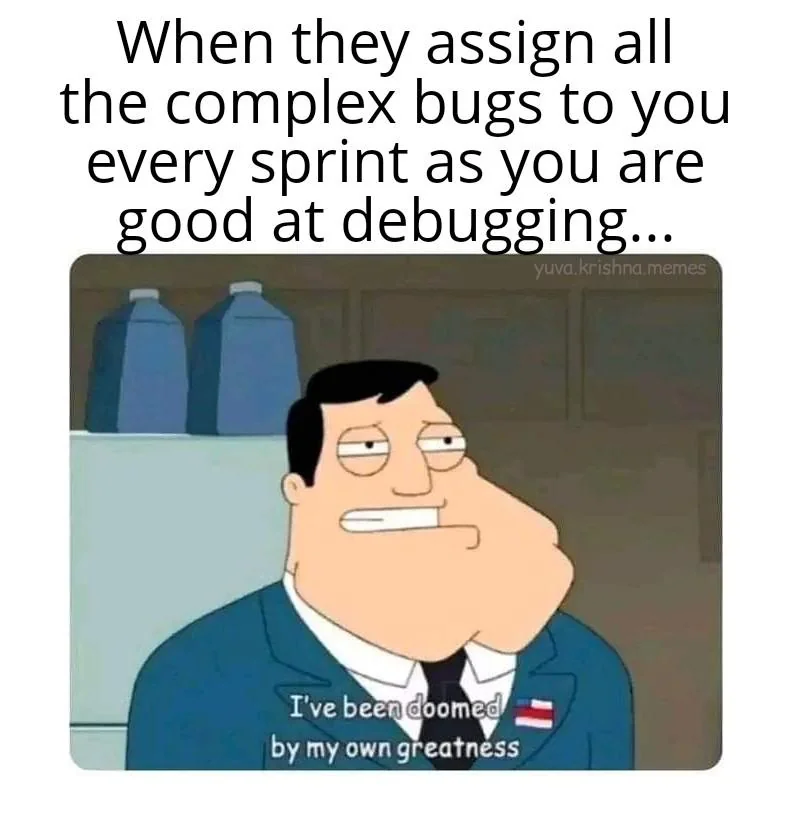 When they assign all
the complex bugs to you
every sprint as you are
good at debugging...
yuva.krishna.memes
I've been doomed
by my own greatness